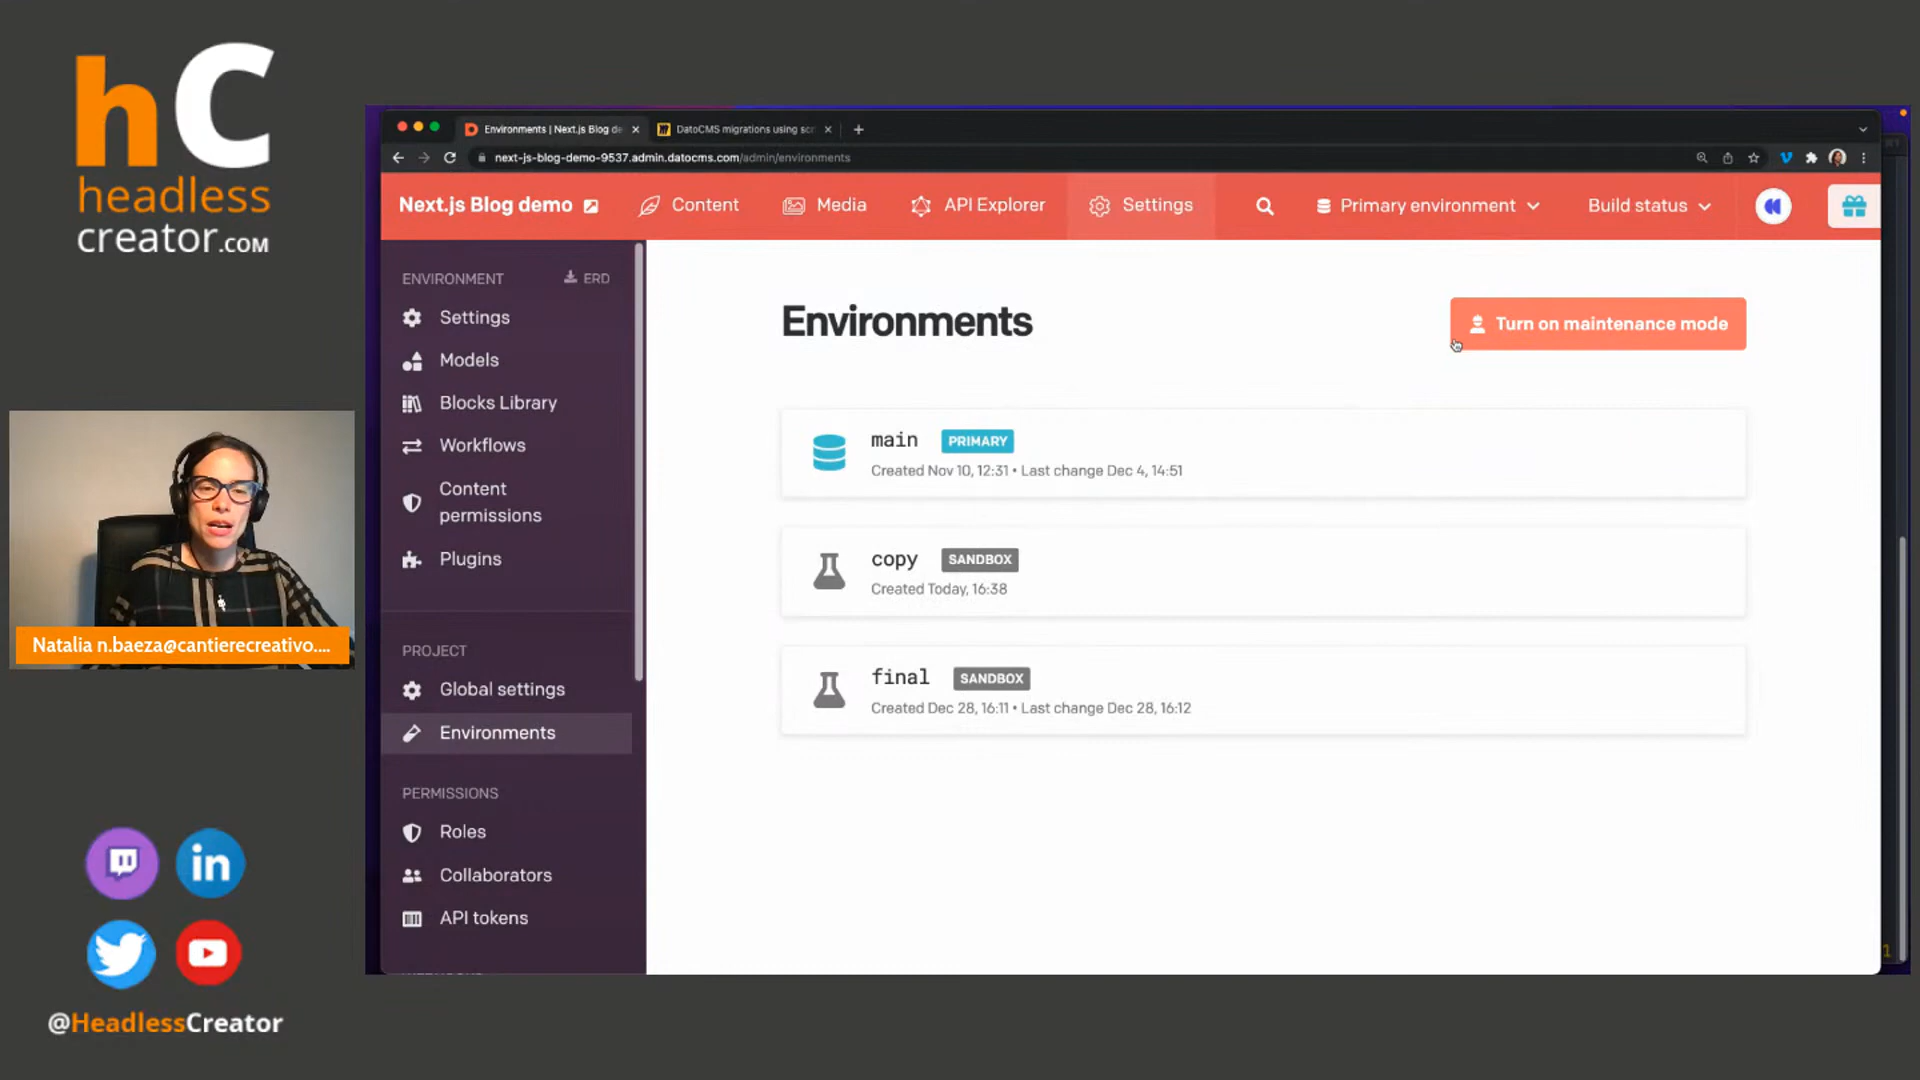 hC
headless
creator.com
Natalia n.baeza@cantierecreativo....
in
@HeadlessCreator
Environments | Next.js Blog de
DatoCMS migrations using scr
next-js-blog-demo-9537.admin.datocms.com/admin/environments
Next.js Blog demo
Content
Media
API Explorer
Settings
Primary environment
Build status
ENVIRONMENT
ERD
Settings
Models
Blocks Library
Workflows
Content
permissions
Plugins
PROJECT
Global settings
Environments
PERMISSIONS
Roles
Collaborators
API tokens
Environments
Turn on maintenance mode
main PRIMARY
Created Nov 10, 12:31 • Last change Dec 4, 14:51
copy SANDBOX
Created Today, 16:38
final SANDBOX
Created Dec 28, 16:11 • Last change Dec 28, 16:12